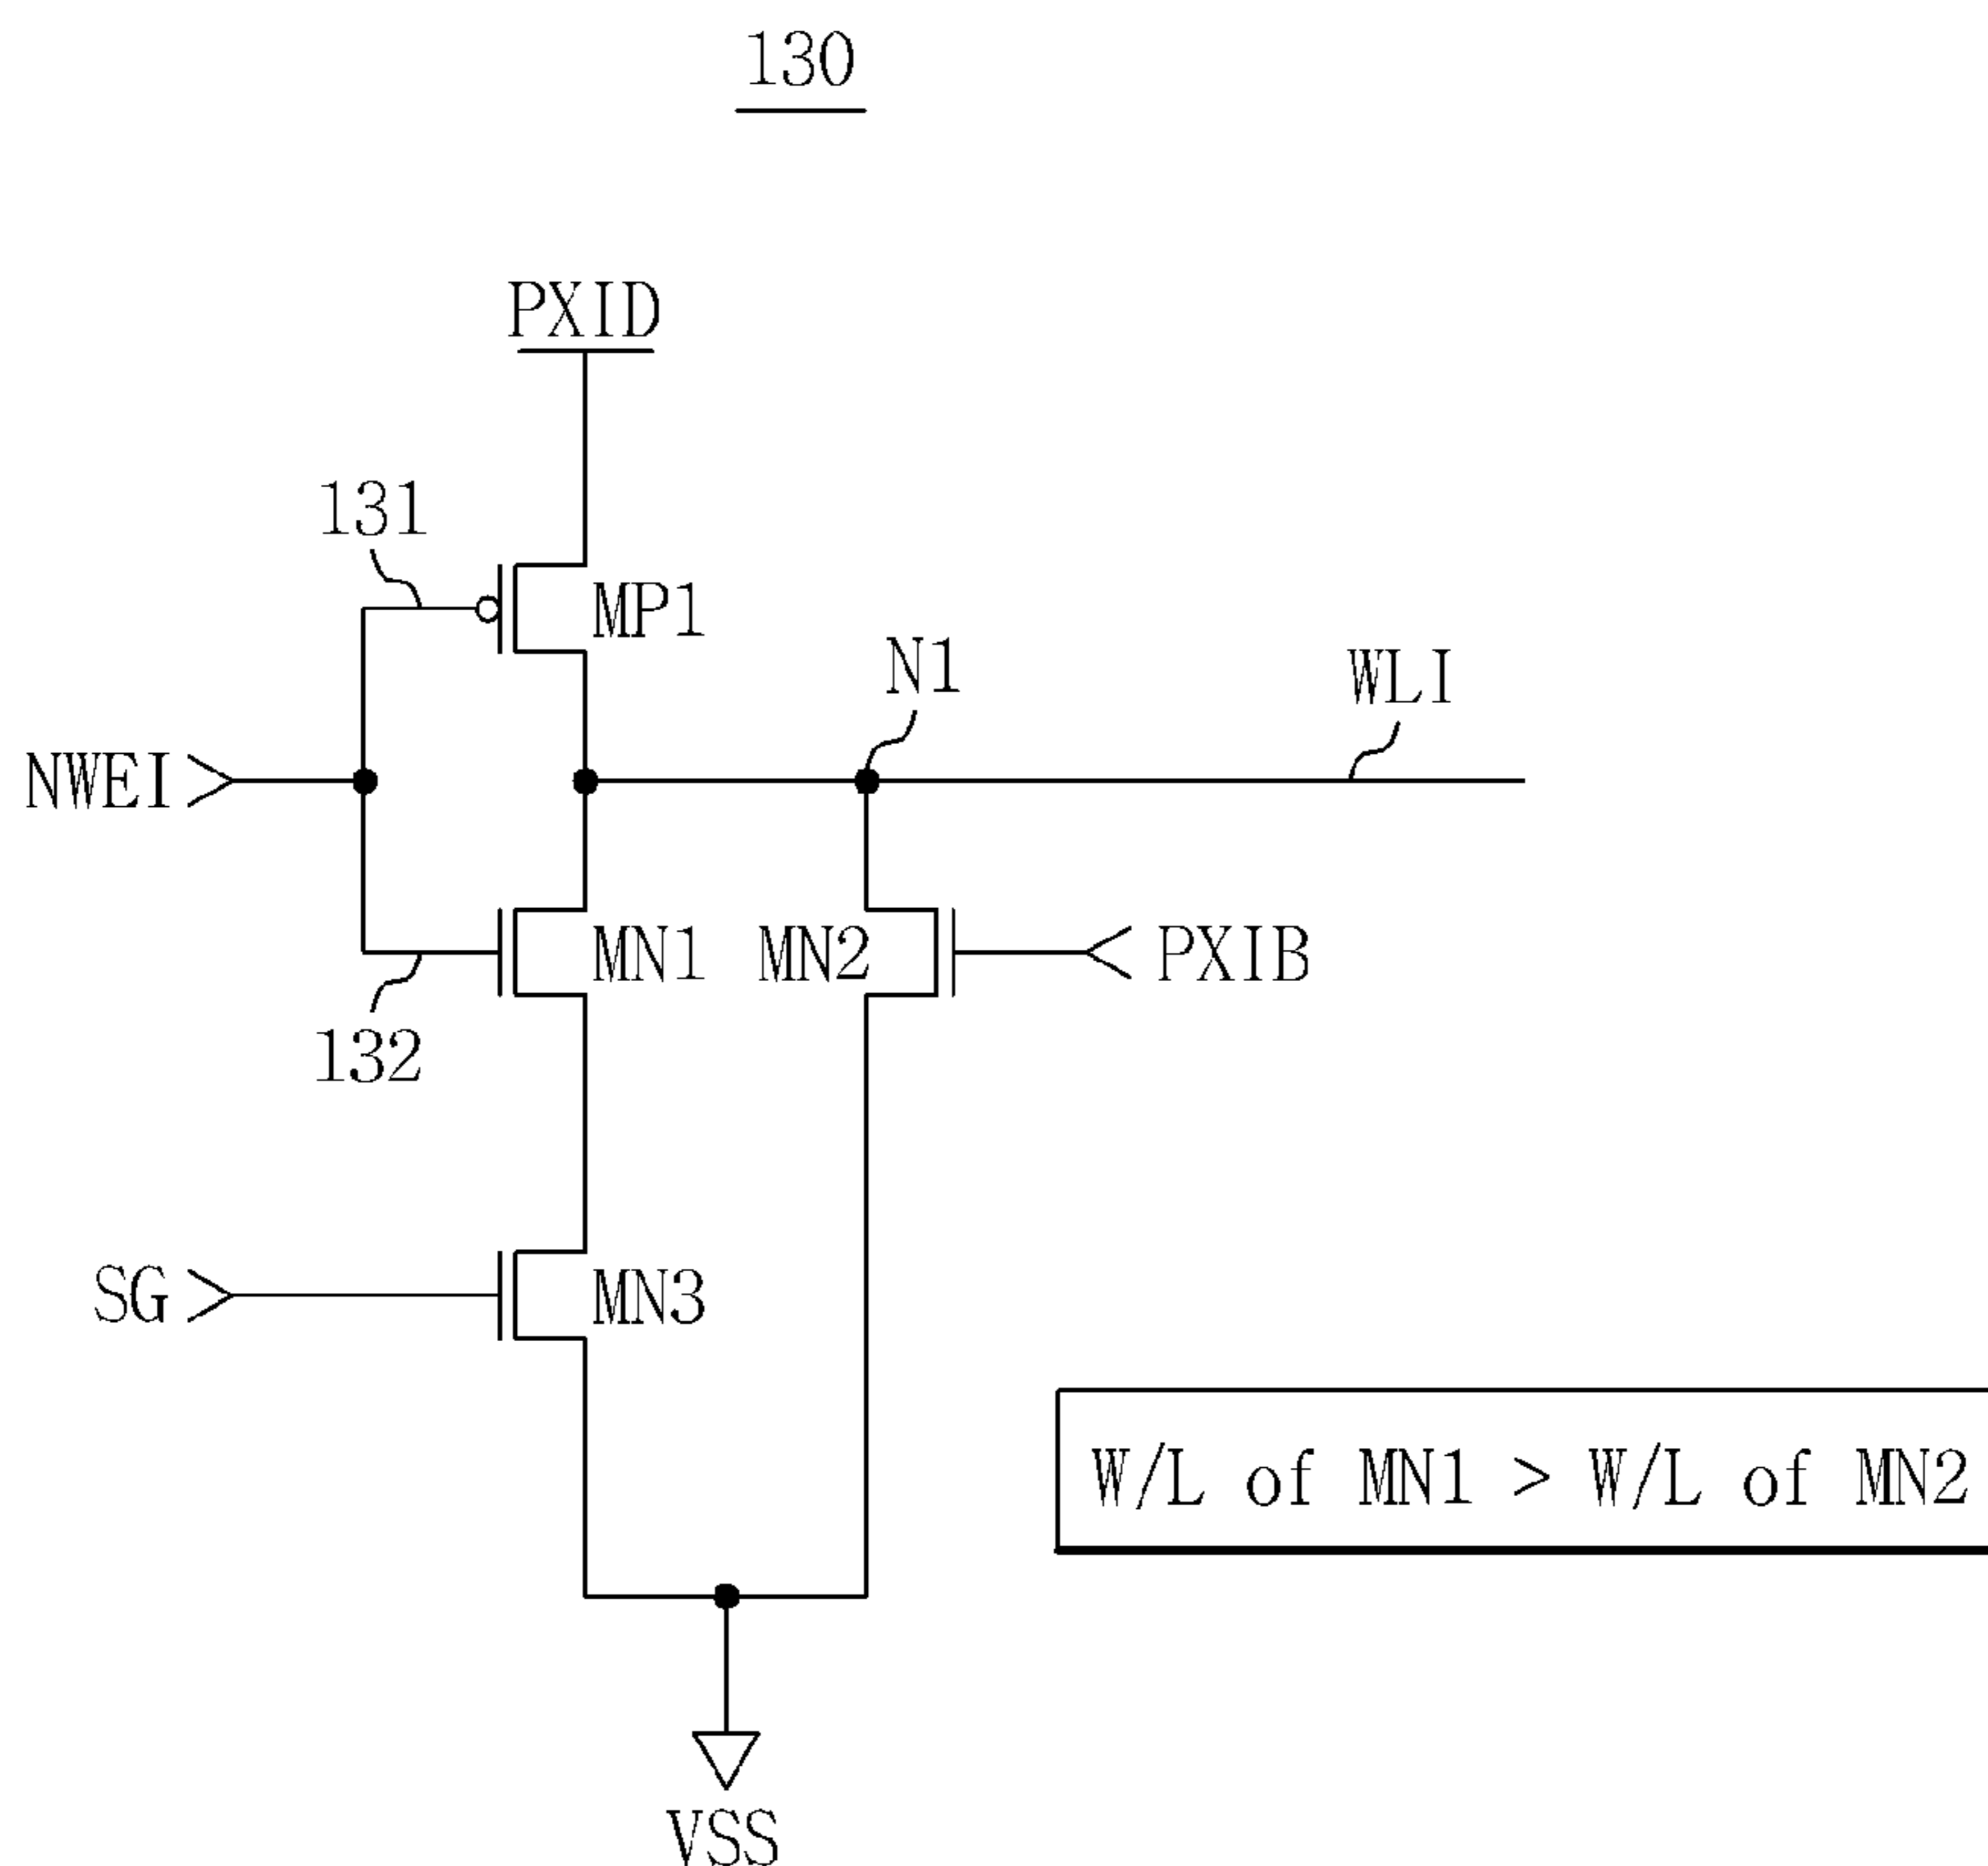 130
PXID
131
MP1
N1
WLI
NWEI
MN1
MN2
PXIB
132
SG
MN3
W/L of MN1 > W/L of MN2
VSS